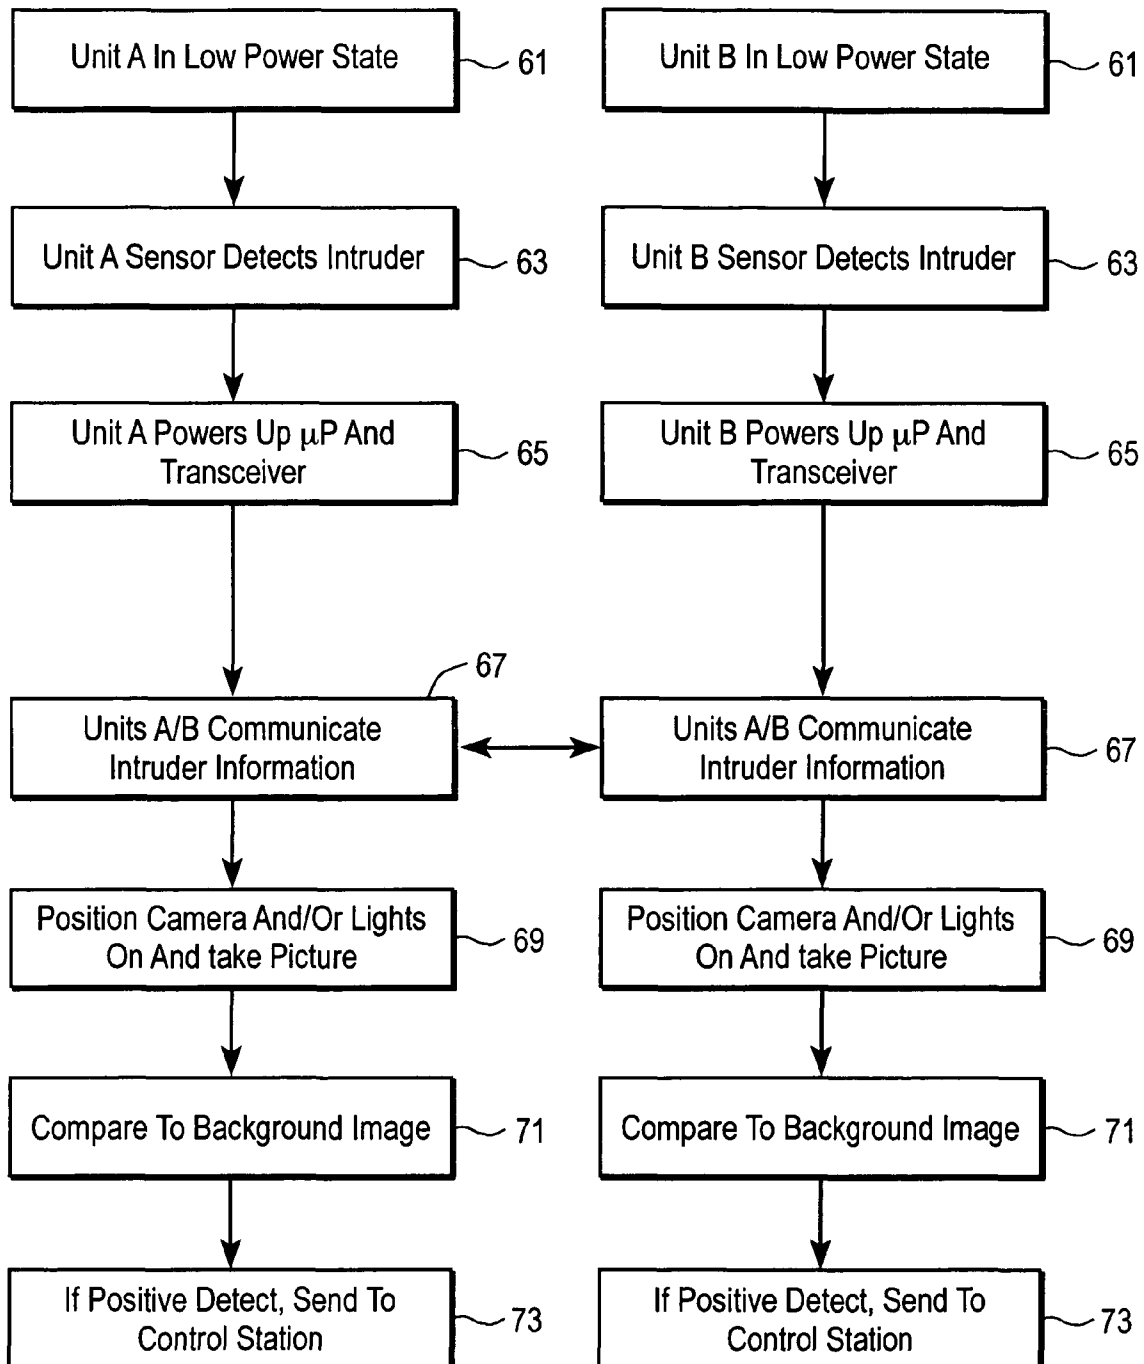 Unit A In Low Power State
61
Unit B In Low Power State
61
Unit A Sensor Detects Intruder
63
Unit B Sensor Detects Intruder
63
Unit A Powers Up μP And
Transceiver
65
Unit B Powers Up μP And
Transceiver
65
67
Units A/B Communicate
Intruder Information
Units A/B Communicate
Intruder Information
67
Position Camera And/Or Lights
On And take Picture
69
Position Camera And/Or Lights
On And take Picture
69
Compare To Background Image
71
Compare To Background Image
71
If Positive Detect, Send To
Control Station
73
If Positive Detect, Send To
Control Station
73